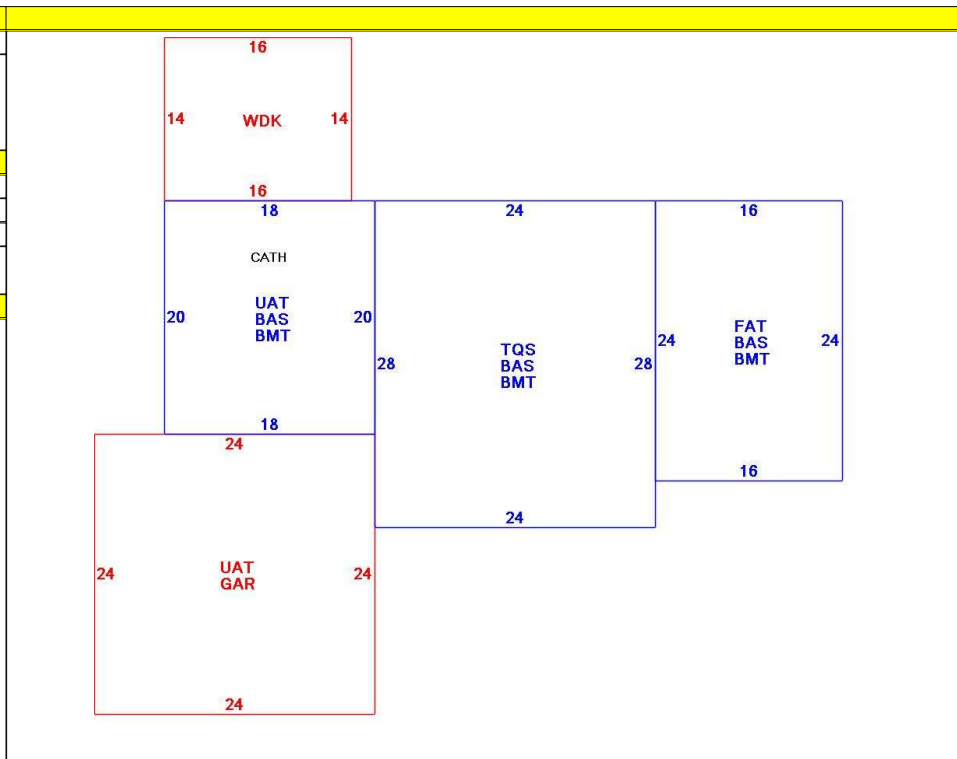 16
14 WDK 14
16
18 24 16
CATH
UAT
BAS
BMT
20 20
FAT
BAS
BMT
24 24
TQS
BAS
BMT
28 28
18
24
16
24
UAT
GAR
24 24
24